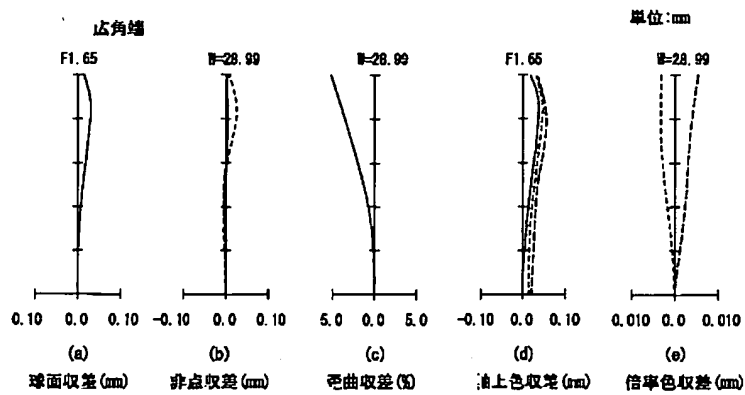 広角端
単位:mm
F1.65 W=28.99 W=28.99 F1.65 W=28.99
0.10 0.0 0.10 -0.10 0.0 0.10 5.0 0.0 5.0 -0.10 0.0 0.10 0.010 0.0 0.010
(a) (b) (c) (d) (e)
球面収差(mm) 非点収差(mm) 歪曲収差(%) 軸上色収差(mm) 倍率色収差(mm)